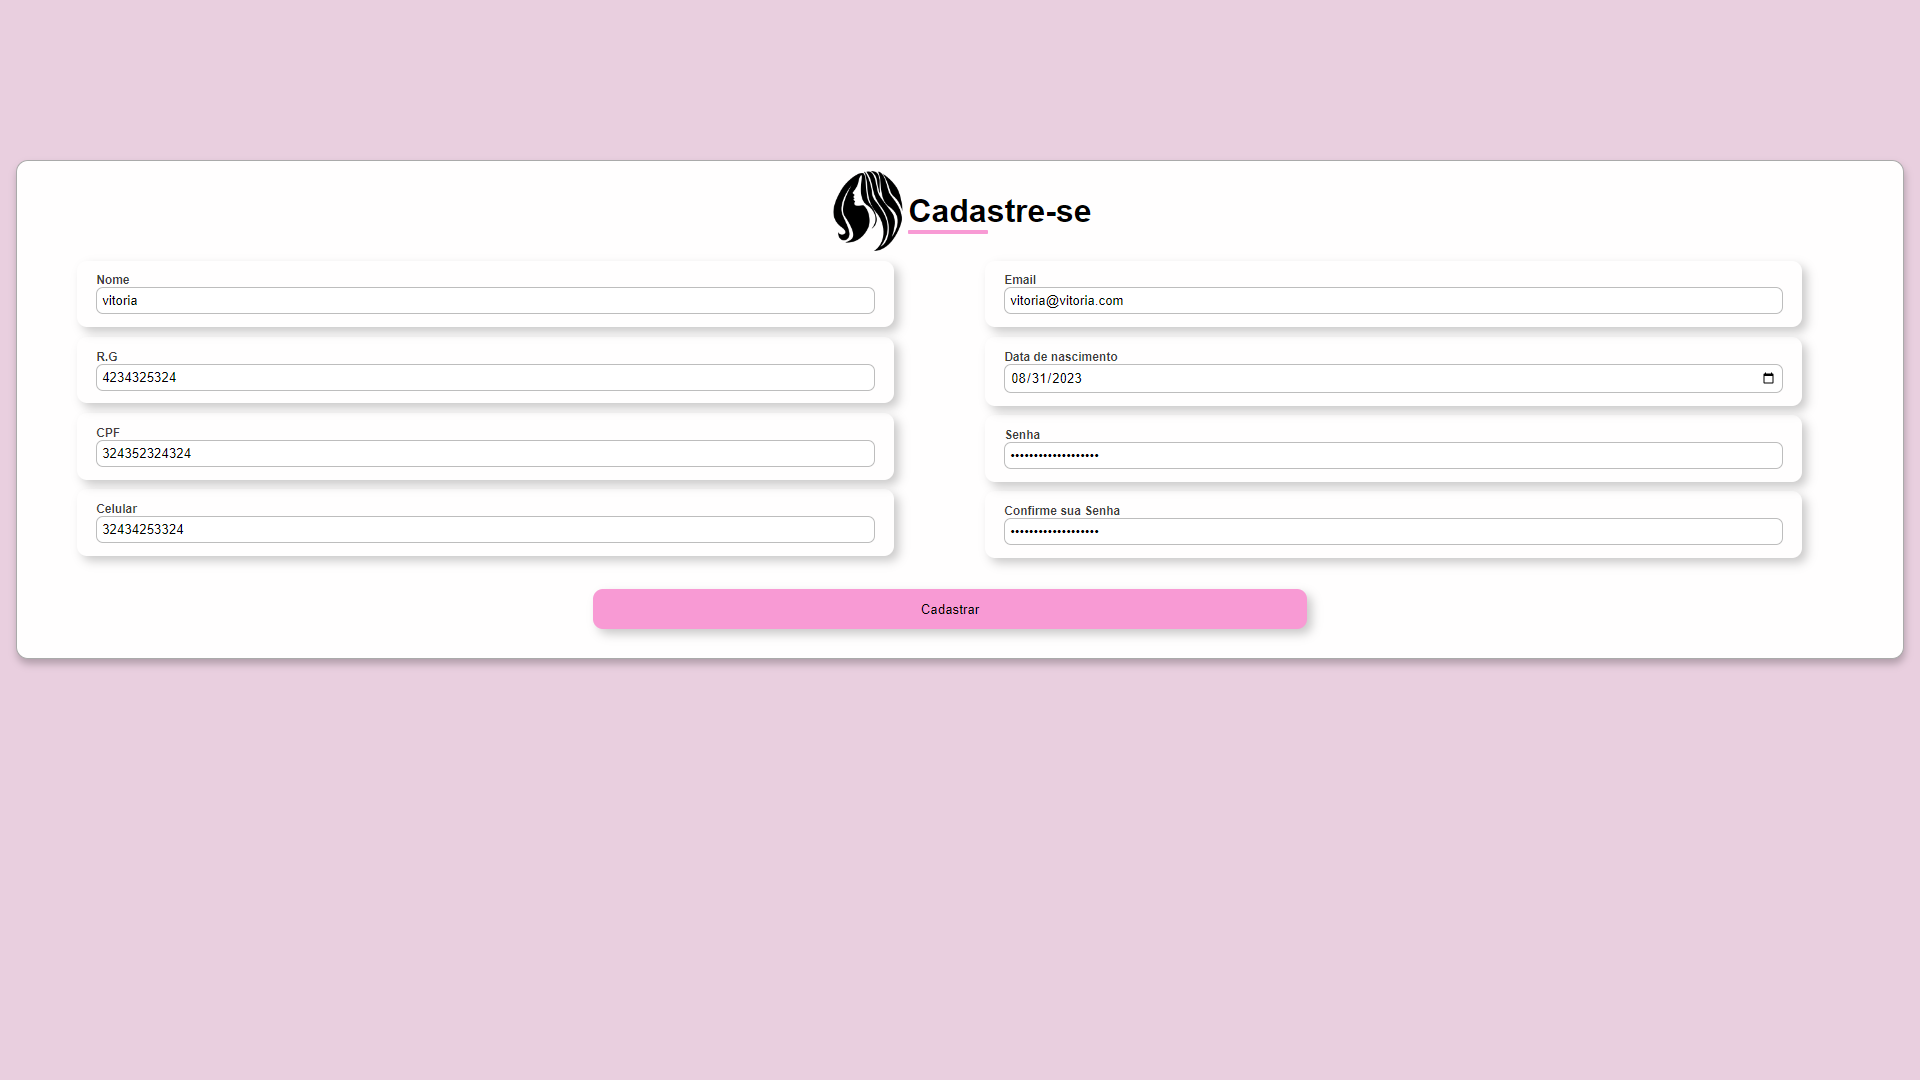 Cadastre-se
Nome
vitoria
R.G
4234325324
CPF
324352324324
Celular
32434253324
Email
vitoria@vitoria.com
Data de nascimento
08/31/2023
Senha
•••••••••••••••••••
Confirme sua Senha
•••••••••••••••••••
Cadastrar